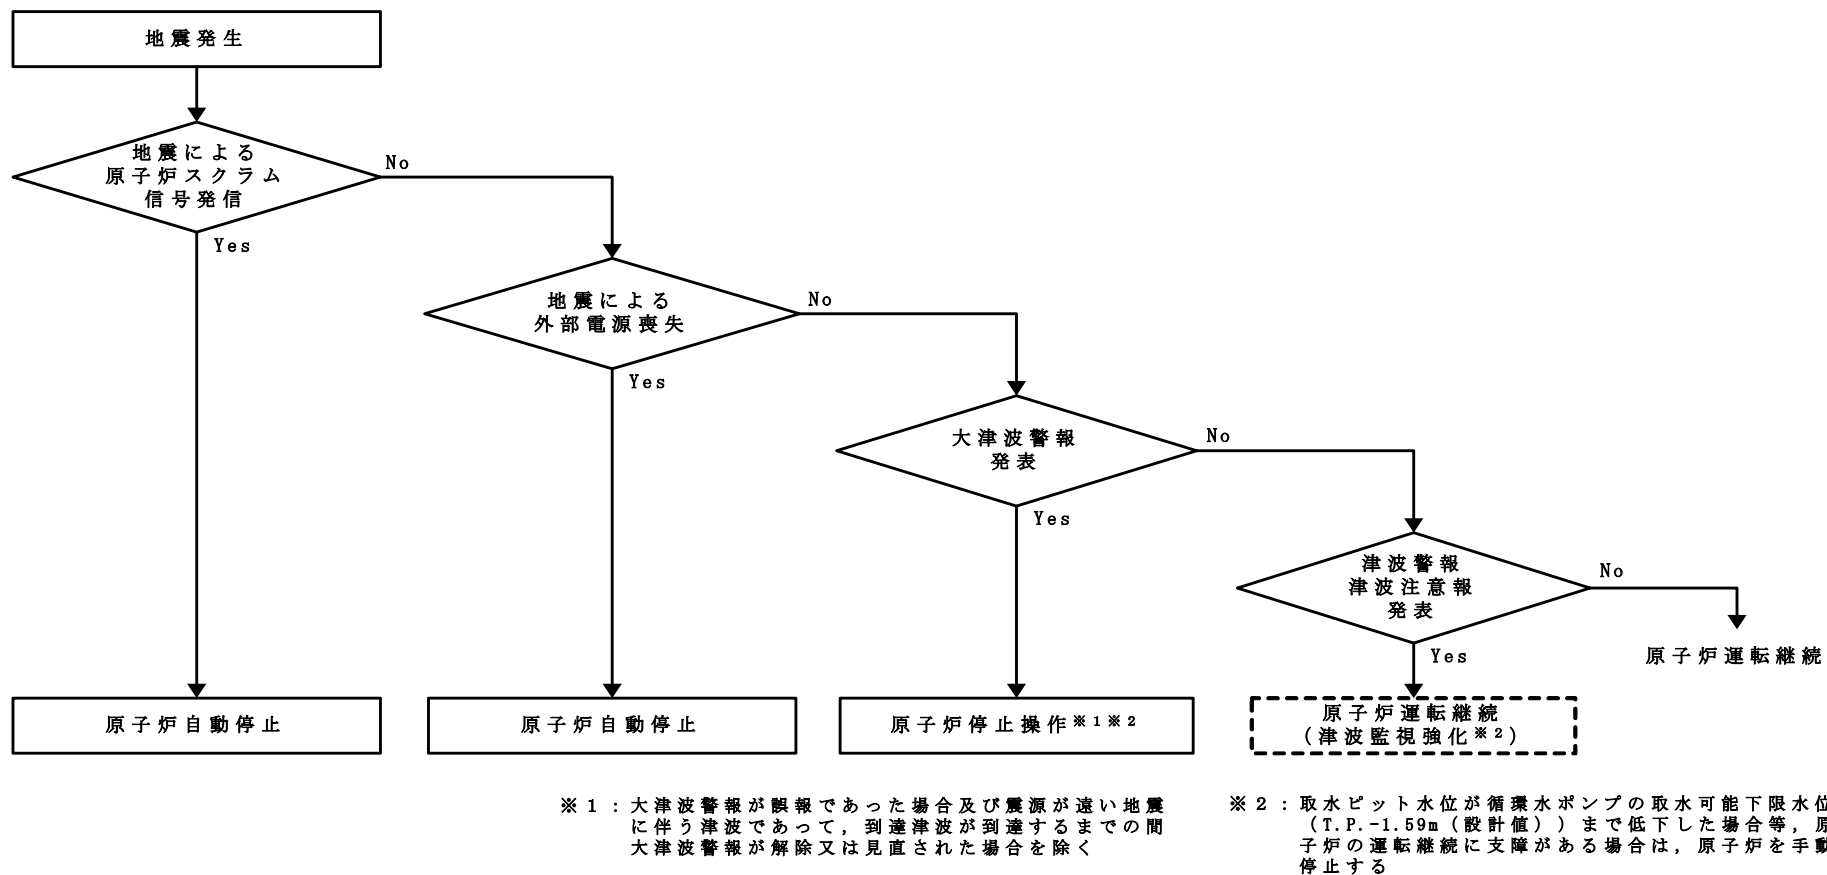 地震発生
地震による
原子炉スクラム
信号発信
No
Yes
地震による
外部電源喪失
No
Yes
大津波警報
発表
No
Yes
津波警報
津波注意報
発表
No
Yes
原子炉運転継続
原子炉自動停止
原子炉自動停止
原子炉停止操作※1※2
原子炉運転継続
(津波監視強化※2)
※1:大津波警報が誤報であった場合及び震源が遠い地震
に伴う津波であって,到達津波が到達するまでの間
大津波警報が解除又は見直された場合を除く
※2:取水ピット水位が循環水ポンプの取水可能下限水位
(T.P.-1.59m(設計値))まで低下した場合等,原
子炉の運転継続に支障がある場合は,原子炉を手動
停止する